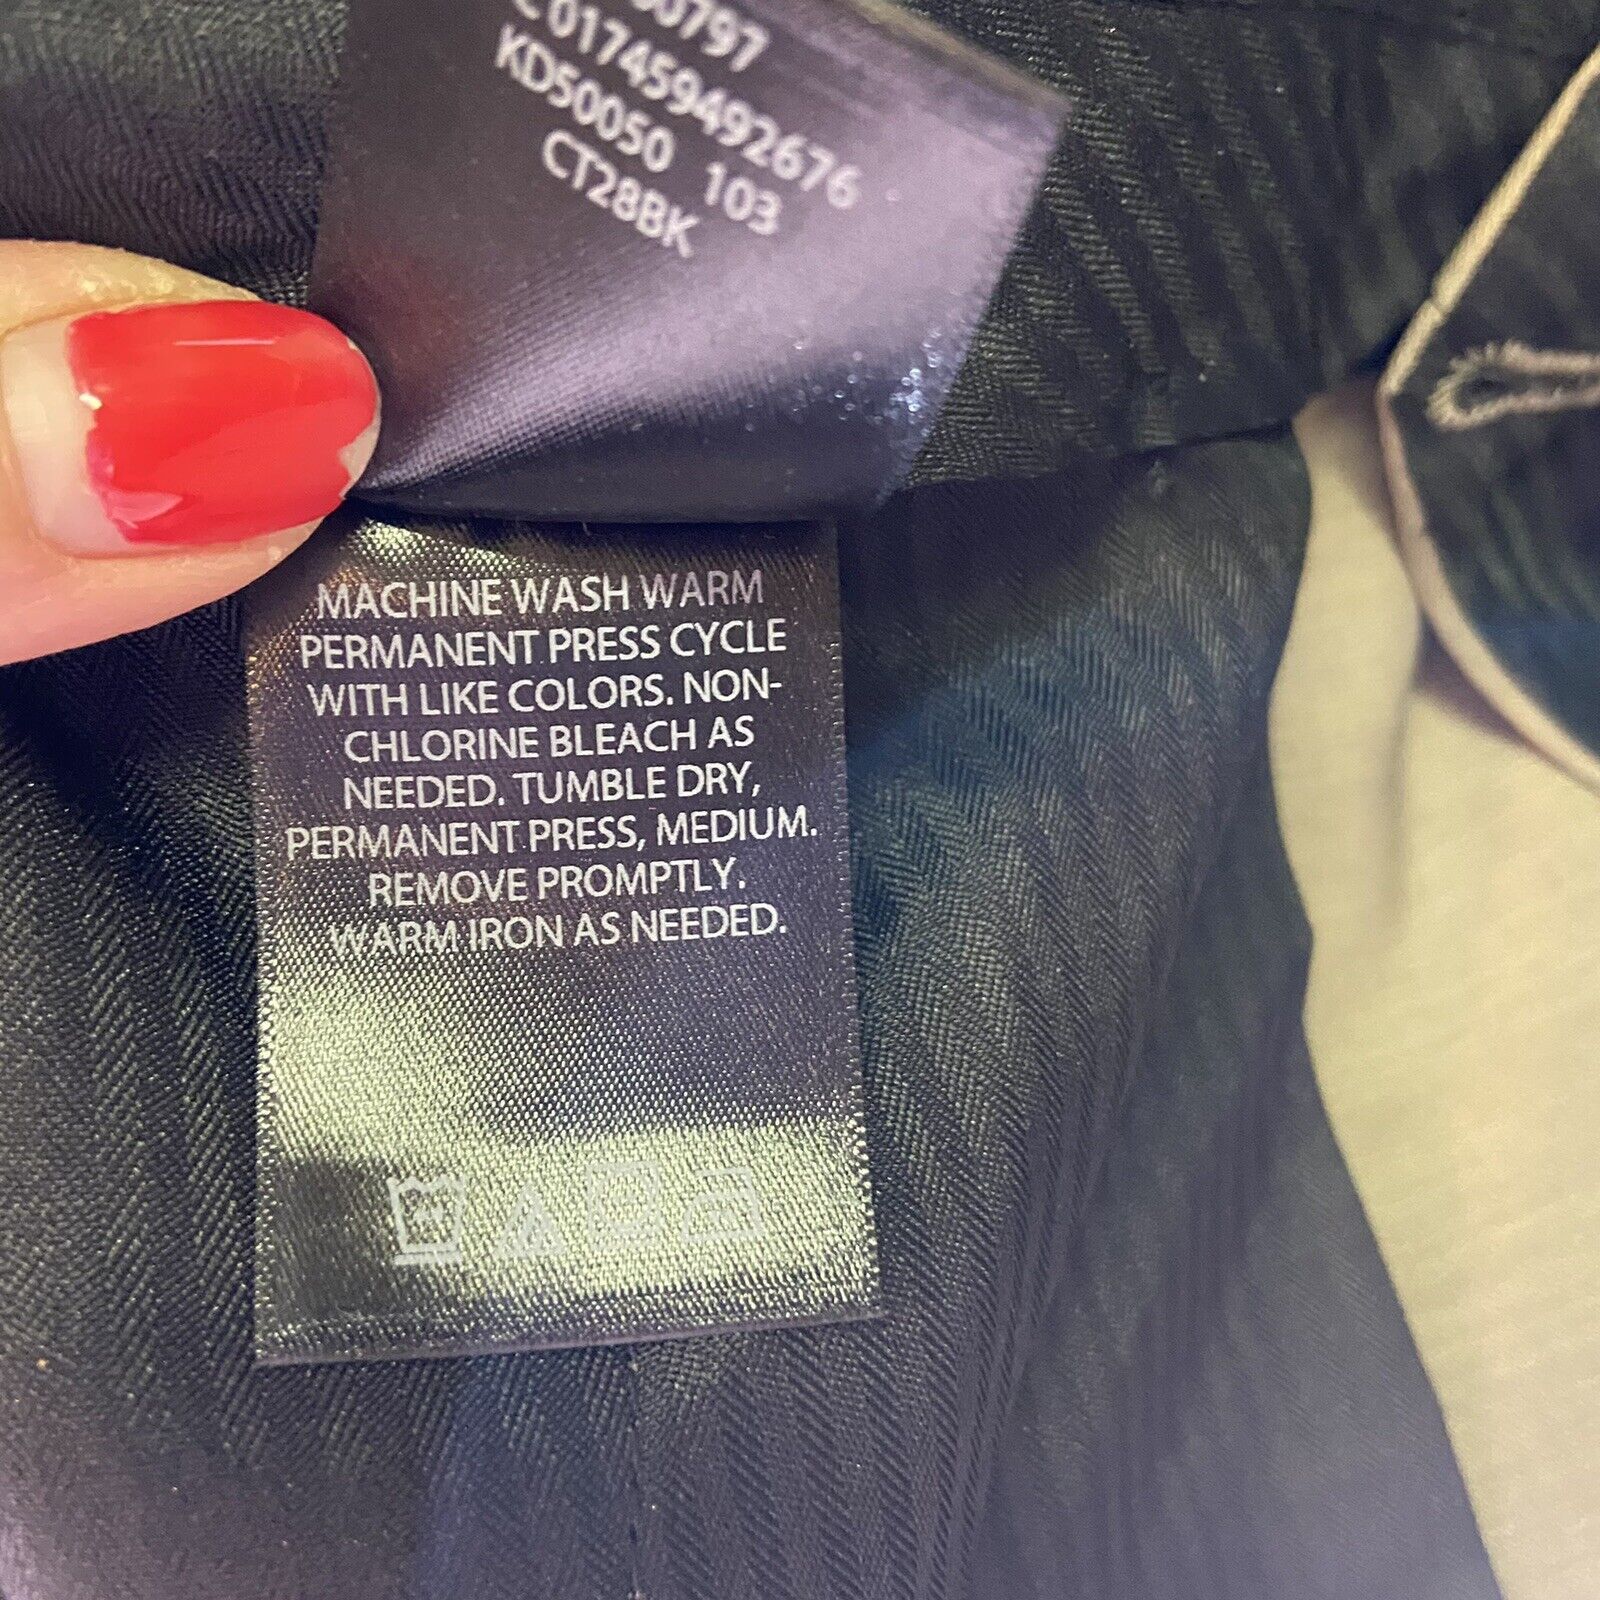 017459492676
KD50050 103
CT28BK
MACHINE WASH WARM
PERMANENT PRESS CYCLE
WITH LIKE COLORS. NON-
CHLORINE BLEACH AS
NEEDED. TUMBLE DRY,
PERMANENT PRESS, MEDIUM.
REMOVE PROMPTLY.
WARM IRON AS NEEDED.